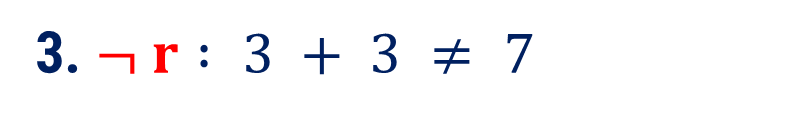 3. ¬ r : 3 + 3 ≠ 7